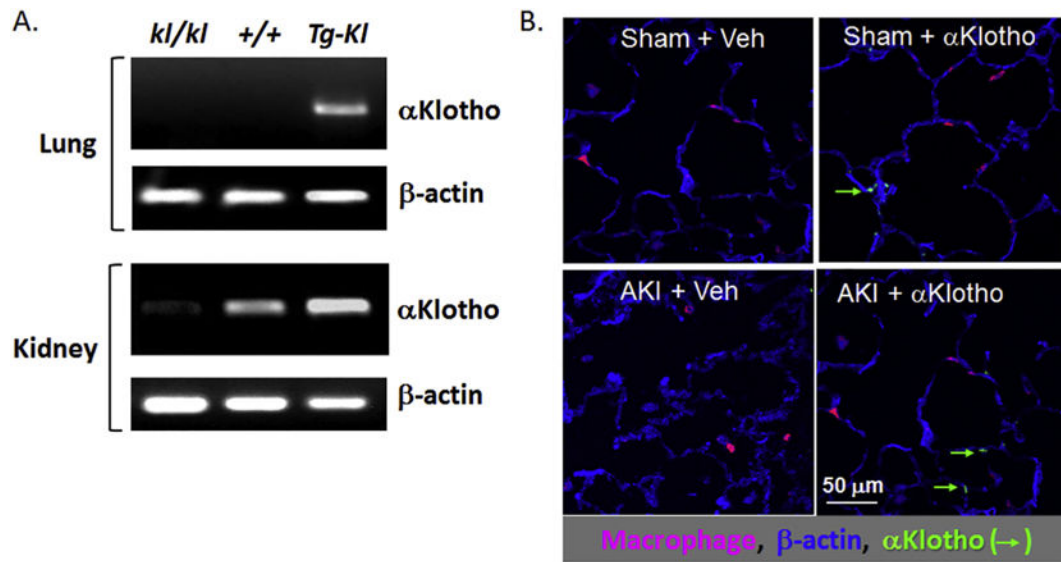 A.
kl/kl +/+ Tg-Kl
Lung
αKlotho
β-actin
Kidney
αKlotho
β-actin
B.
Sham + Veh
Sham + αKlotho
AKI + Veh
AKI + αKlotho
50 μm
Macrophage, β-actin, αKlotho (→)